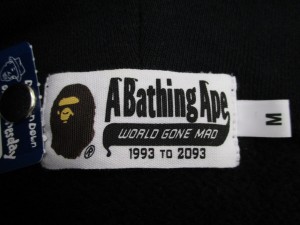 A Bathing Ape
WORLD GONE MAD
1993 TO 2093
®
M